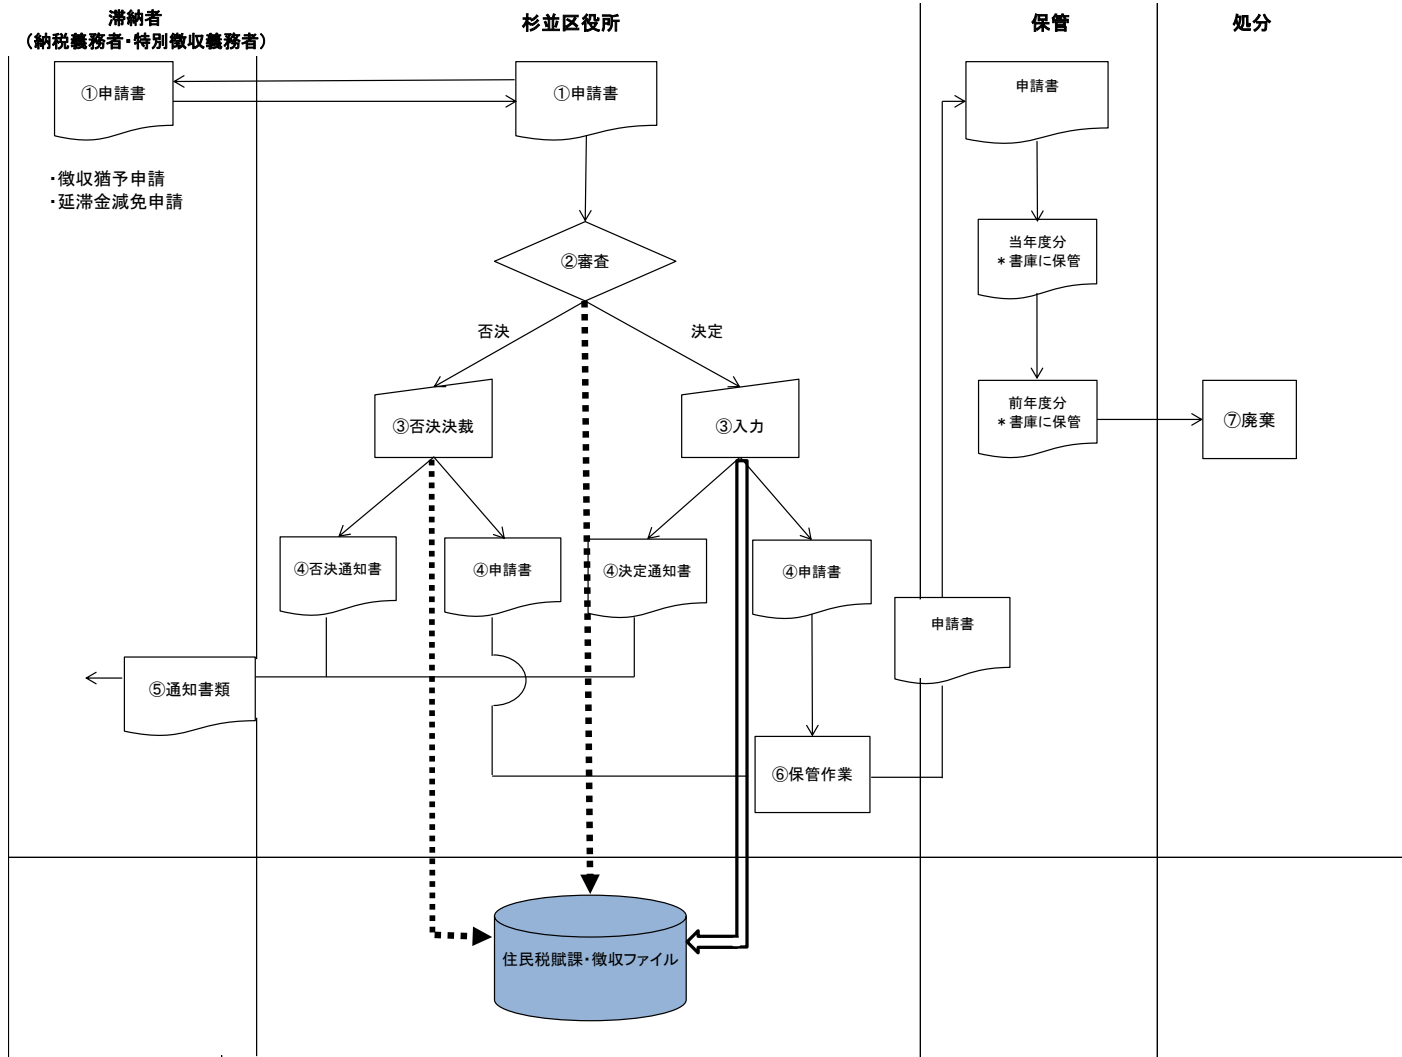 滞納者
（納税義務者・特別徴収義務者）
杉並区役所
保管
処分
①申請書
①申請書
申請書
・徴収猶予申請
・延滞金減免申請
②審査
当年度分
＊書庫に保管
否決
決定
③否決決裁
③入力
前年度分
＊書庫に保管
⑦廃棄
④否決通知書
④申請書
④決定通知書
④申請書
申請書
⑤通知書類
⑥保管作業
住民税賦課・徴収ファイル